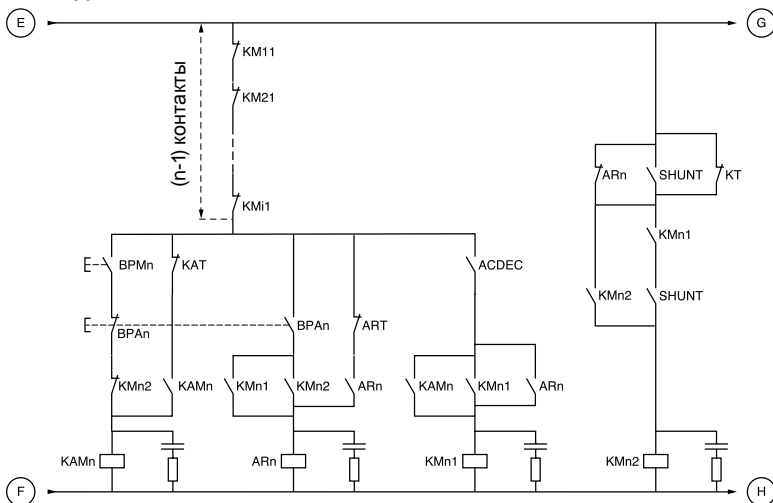 E G
KM11
KM21
(n-1) контакты
KMi1
ARn SHUNT KT
KMn1
BPMn KAT ACDEC
KMn2 SHUNT
BPAn BPAn ART
KMn2 KAMn KMn1 KMn2 ARn KAMn KMn1 ARn
KAMn ARn KMn1 KMn2
F H